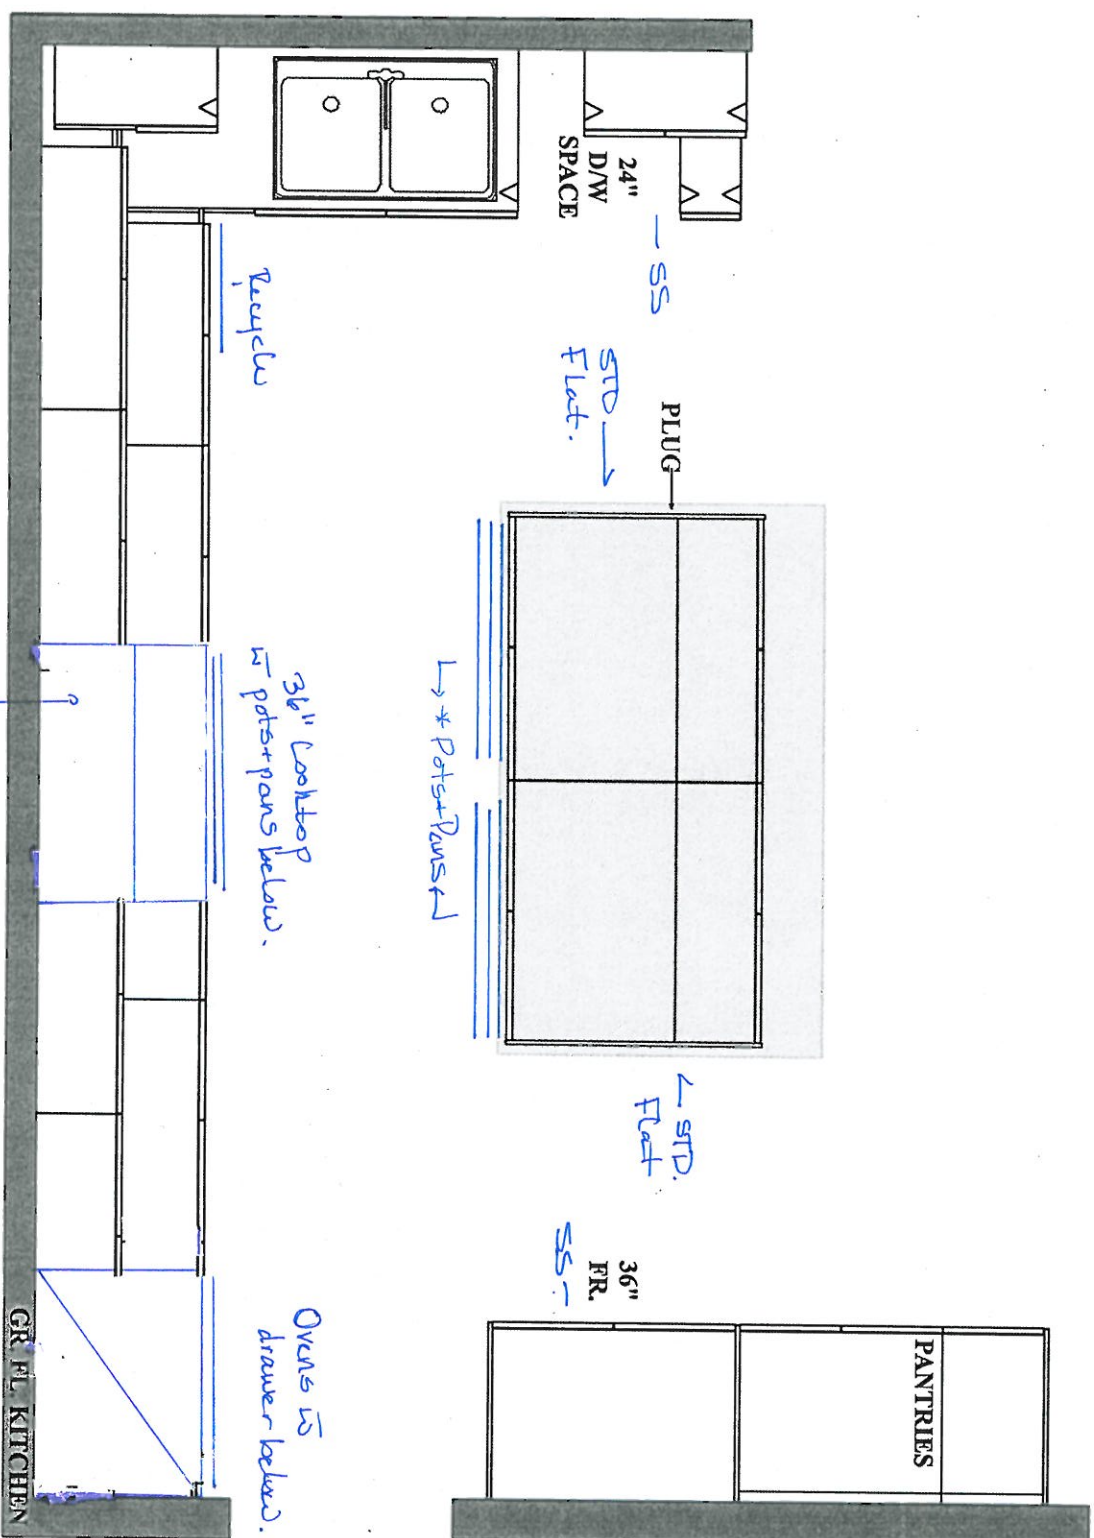 24"
D/W
SPACE
- SS
Recycle
STD
Flat.
PLUG
36" Cooktop
w̄ pots+pans below.
↳ * Pots+Pans
← STD.
Flat
36"
FR.
SS -
PANTRIES
Ovens w̄
drawer below.
GR. FL. KITCHEN